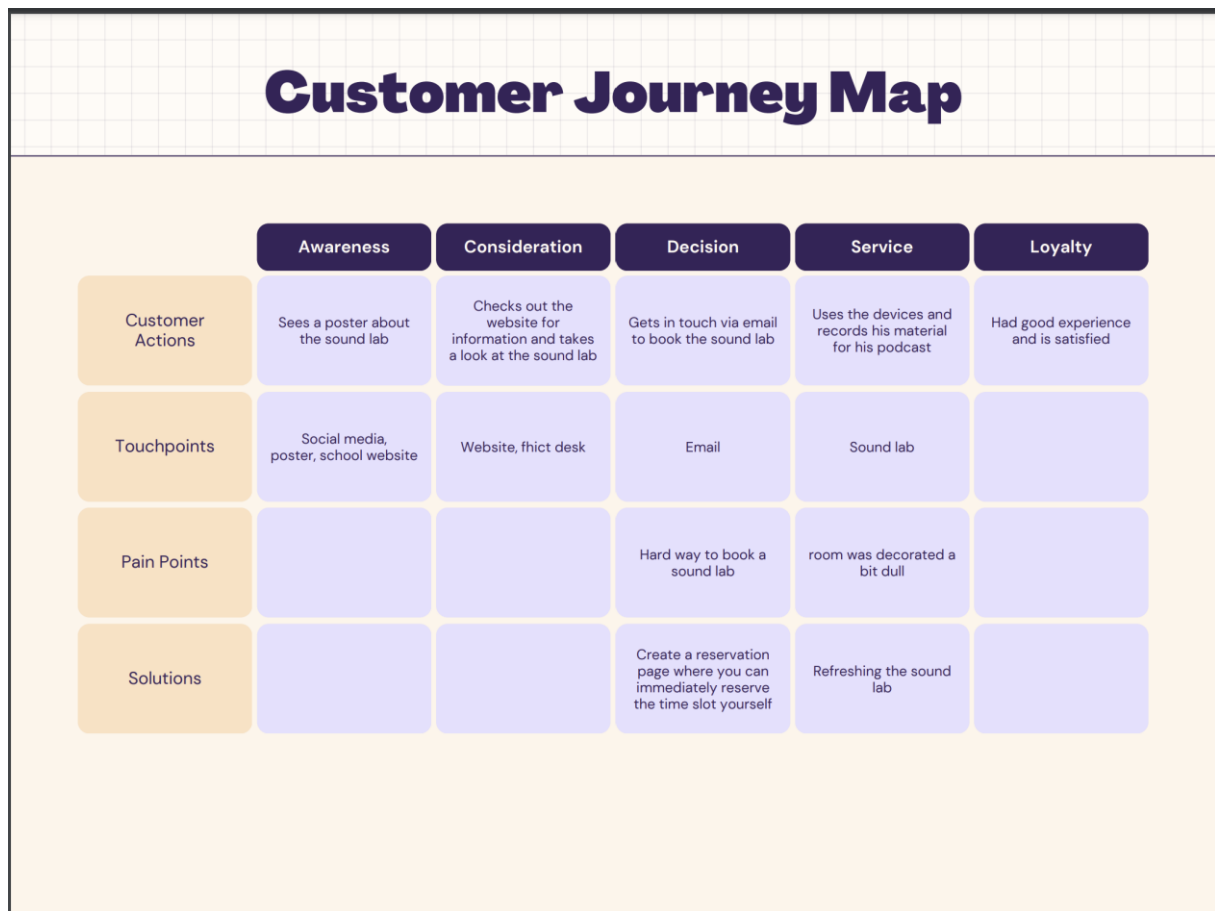 Customer Journey Map
Awareness
Consideration
Decision
Service
Loyalty
Customer
Actions
Sees a poster about
the sound lab
Checks out the
website for
information and takes
a look at the sound lab
Gets in touch via email
to book the sound lab
Uses the devices and
records his material
for his podcast
Had good experience
and is satisfied
Touchpoints
Social media,
poster, school website
Website, fhict desk
Email
Sound lab
Pain Points
Hard way to book a
sound lab
room was decorated a
bit dull
Solutions
Create a reservation
page where you can
immediately reserve
the time slot yourself
Refreshing the sound
lab